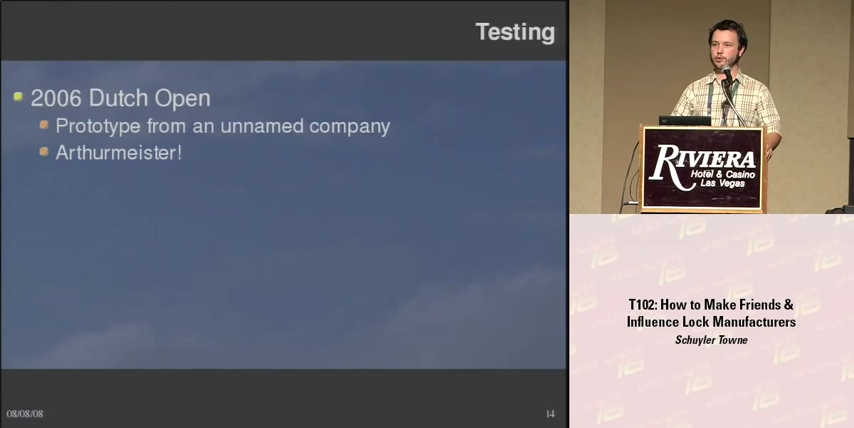 Testing
2006 Dutch Open
Prototype from an unnamed company
Arthurmeister!
08/08/08
14
RIVIERA
Hotel & Casino
Las Vegas
T102: How to Make Friends &
Influence Lock Manufacturers
Schuyler Towne